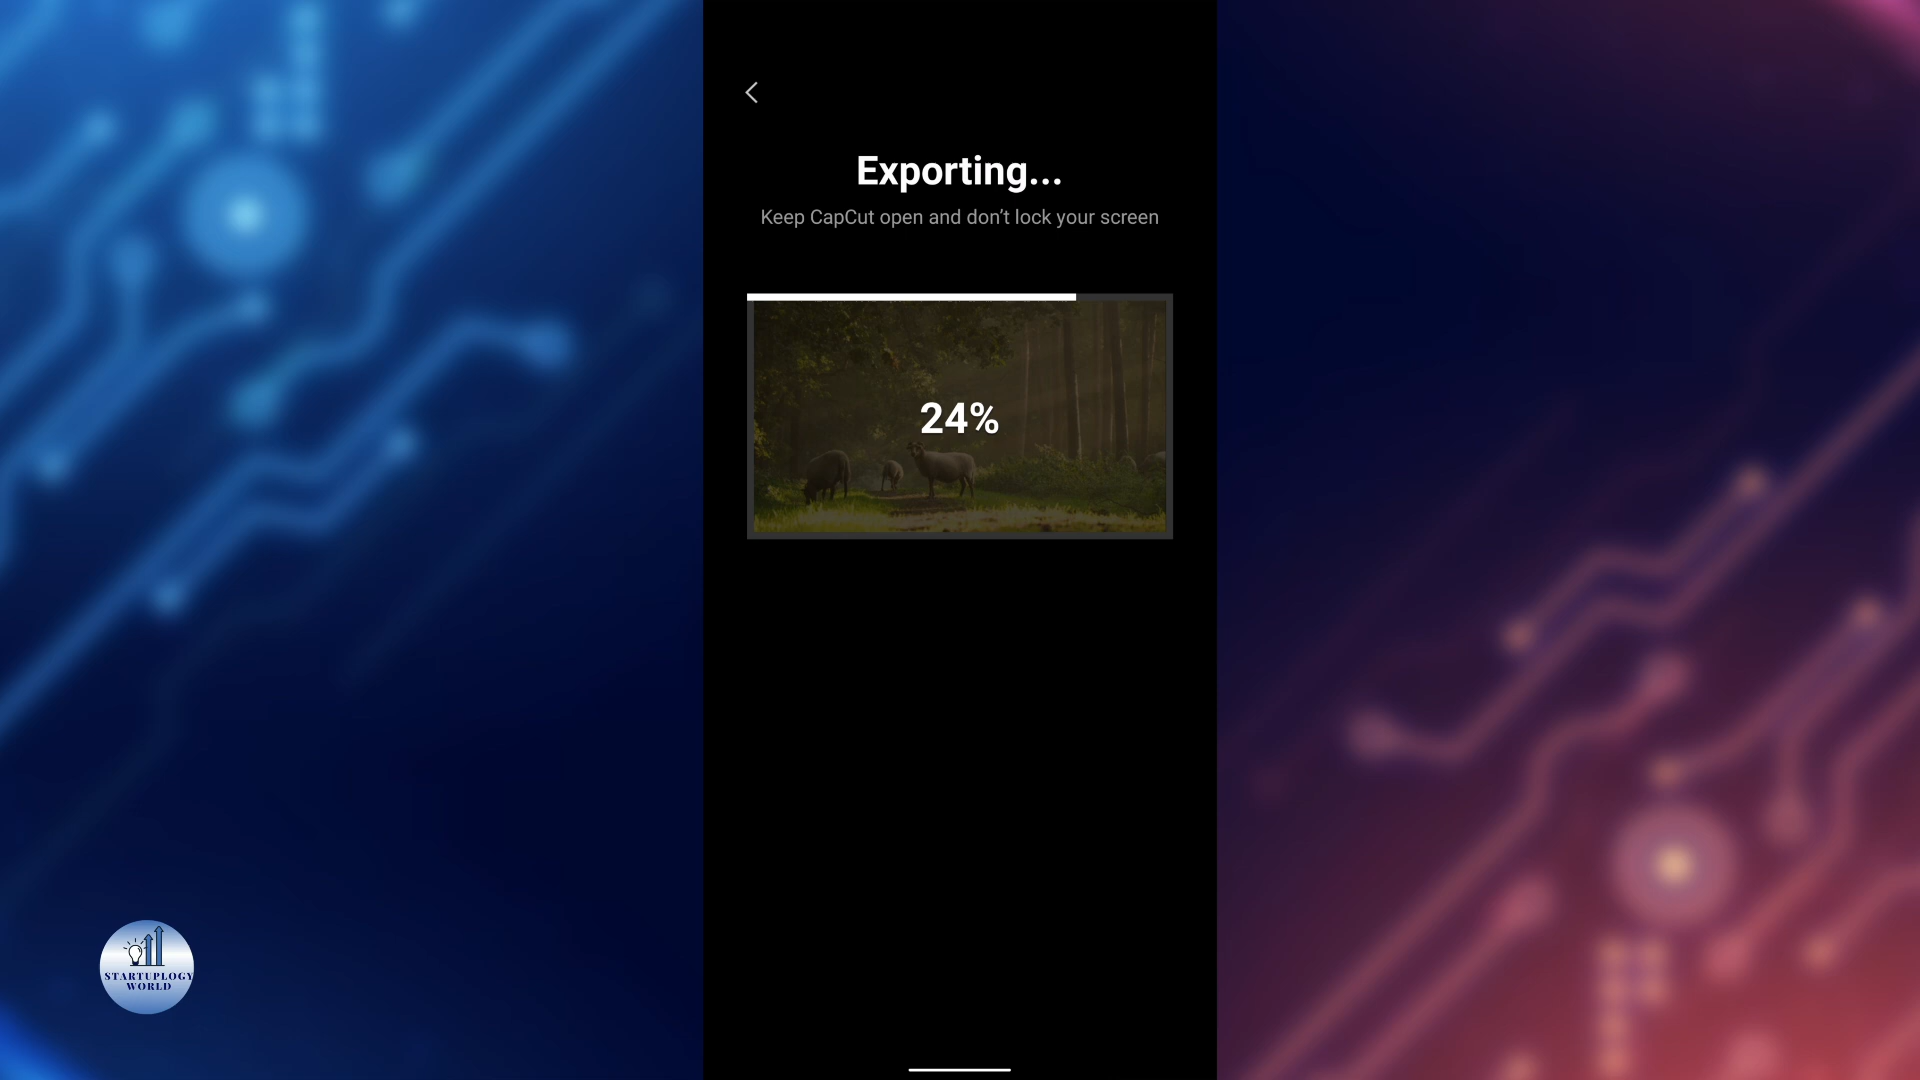 Exporting...
Keep CapCut open and don't lock your screen
24%
STARTUPLOGY
WORLD